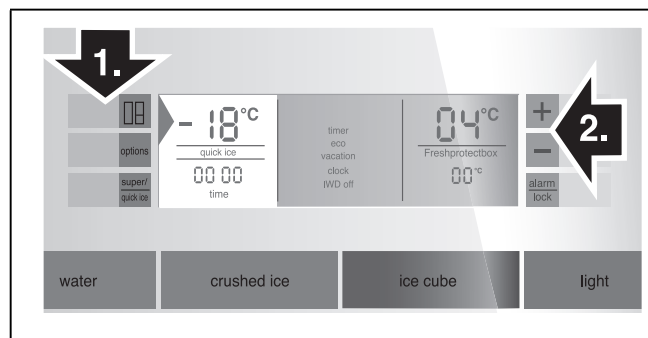 1.
options
super/
quick ice
- 18°C
quick ice
00 00
time
timer
eco
vacation
clock
IWD off
04°C
Freshprotectbox
00°C
+
-
alarm
lock
2.
water
crushed ice
ice cube
light